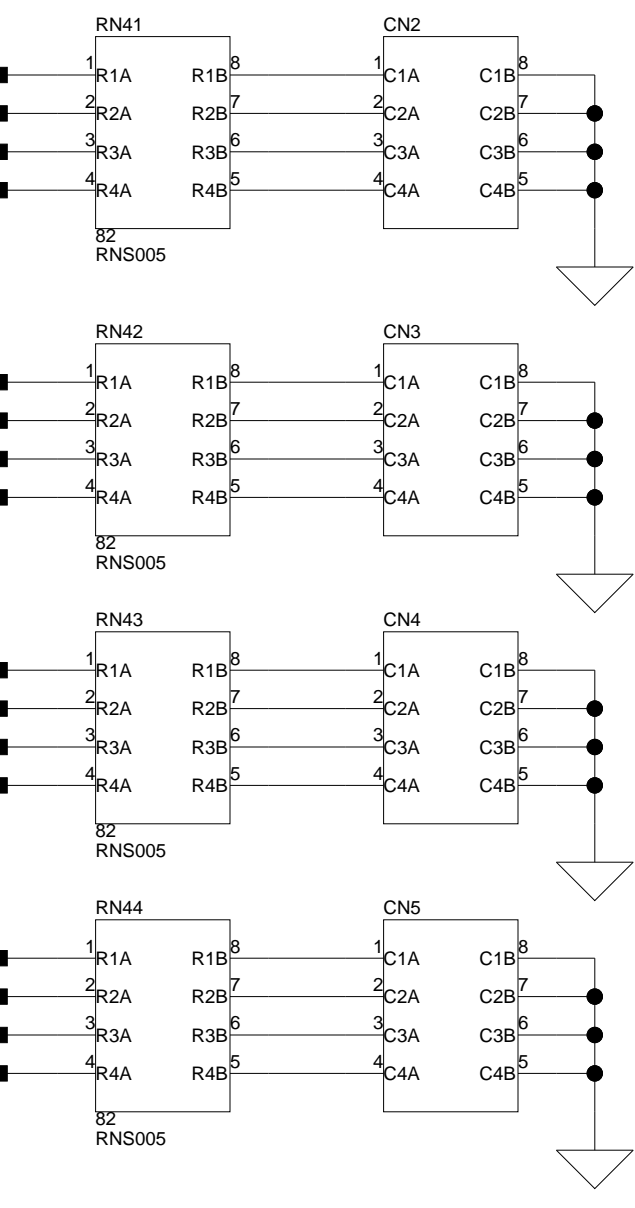 RN41 CN2
1 R1A R1B 8 1 C1A C1B 8
2 R2A R2B 7 2 C2A C2B 7
3 R3A R3B 6 3 C3A C3B 6
4 R4A R4B 5 4 C4A C4B 5
82
RNS005
RN42 CN3
1 R1A R1B 8 1 C1A C1B 8
2 R2A R2B 7 2 C2A C2B 7
3 R3A R3B 6 3 C3A C3B 6
4 R4A R4B 5 4 C4A C4B 5
82
RNS005
RN43 CN4
1 R1A R1B 8 1 C1A C1B 8
2 R2A R2B 7 2 C2A C2B 7
3 R3A R3B 6 3 C3A C3B 6
4 R4A R4B 5 4 C4A C4B 5
82
RNS005
RN44 CN5
1 R1A R1B 8 1 C1A C1B 8
2 R2A R2B 7 2 C2A C2B 7
3 R3A R3B 6 3 C3A C3B 6
4 R4A R4B 5 4 C4A C4B 5
82
RNS005